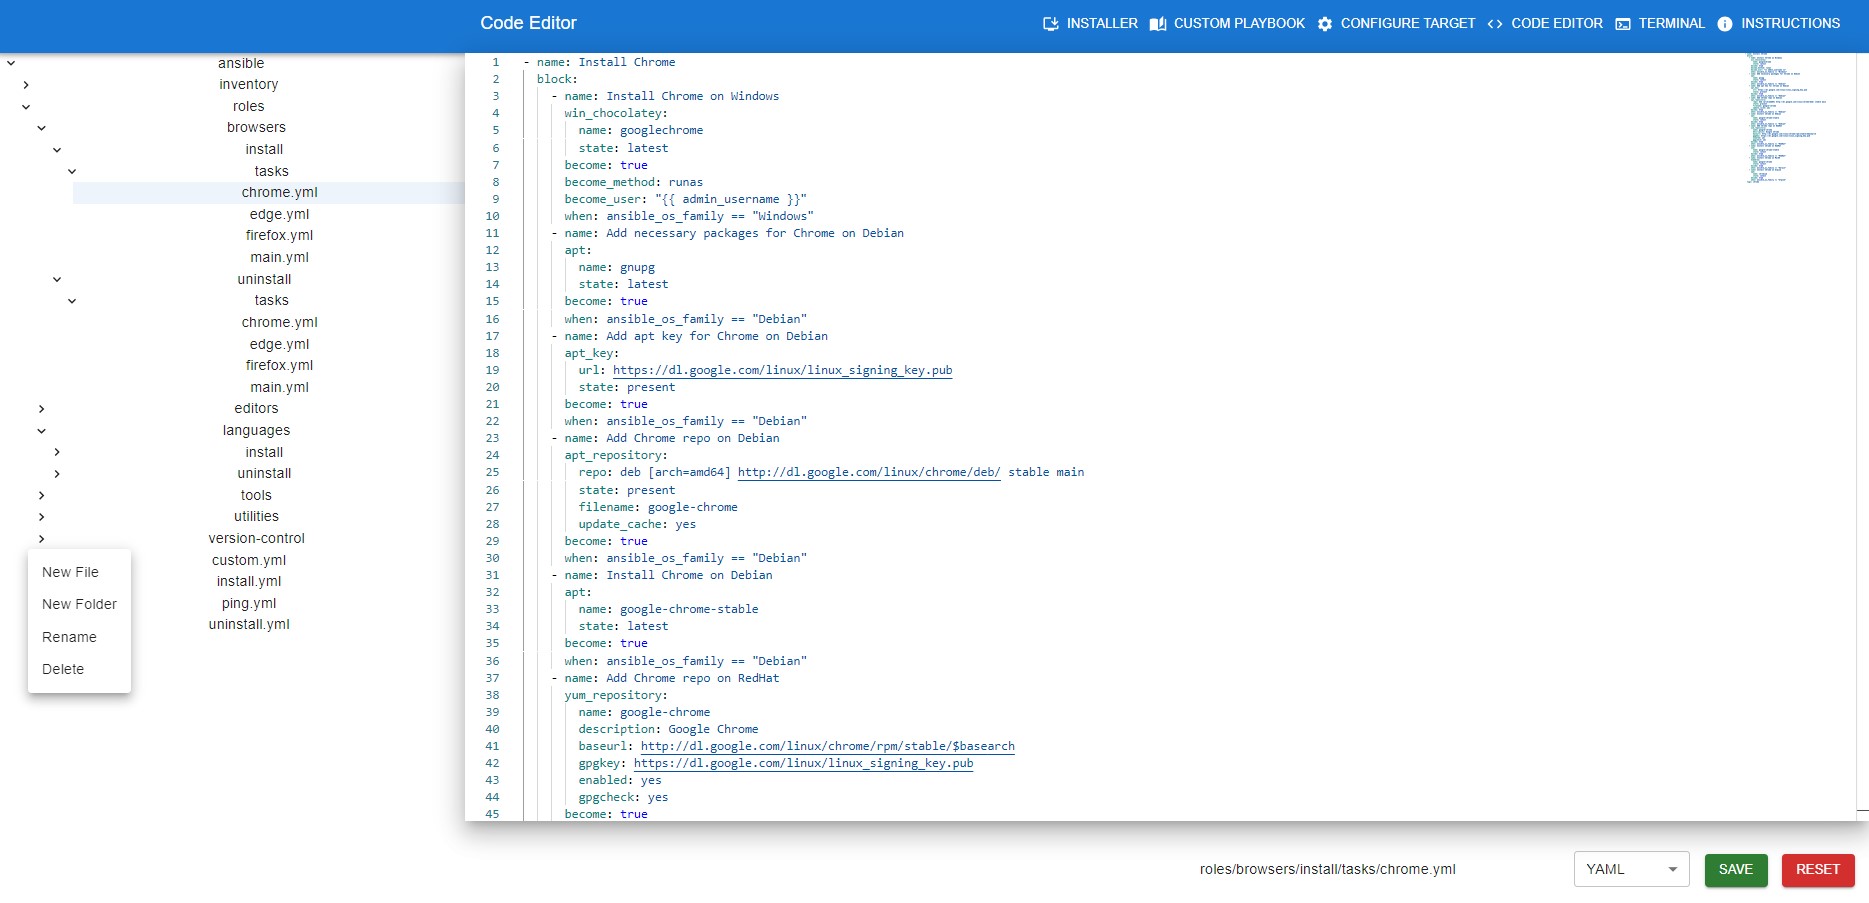 Code Editor
INSTALLER CUSTOM PLAYBOOK CONFIGURE TARGET CODE EDITOR TERMINAL INSTRUCTIONS
ansible
inventory
roles
browsers
install
tasks
chrome.yml
edge.yml
firefox.yml
main.yml
uninstall
tasks
chrome.yml
edge.yml
firefox.yml
main.yml
editors
languages
install
uninstall
tools
utilities
version-control
custom.yml
install.yml
ping.yml
uninstall.yml
New File
New Folder
Rename
Delete
1 - name: Install Chrome
2 block:
3 - name: Install Chrome on Windows
4 win_chocolatey:
5 name: googlechrome
6 state: latest
7 become: true
8 become_method: runas
9 become_user: "{{ admin_username }}"
10 when: ansible_os_family == "Windows"
11 - name: Add necessary packages for Chrome on Debian
12 apt:
13 name: gnupg
14 state: latest
15 become: true
16 when: ansible_os_family == "Debian"
17 - name: Add apt key for Chrome on Debian
18 apt_key:
19 url: https://dl.google.com/linux/linux_signing_key.pub
20 state: present
21 become: true
22 when: ansible_os_family == "Debian"
23 - name: Add Chrome repo on Debian
24 apt_repository:
25 repo: deb [arch=amd64] http://dl.google.com/linux/chrome/deb/ stable main
26 state: present
27 filename: google-chrome
28 update_cache: yes
29 become: true
30 when: ansible_os_family == "Debian"
31 - name: Install Chrome on Debian
32 apt:
33 name: google-chrome-stable
34 state: latest
35 become: true
36 when: ansible_os_family == "Debian"
37 - name: Add Chrome repo on RedHat
38 yum_repository:
39 name: google-chrome
40 description: Google Chrome
41 baseurl: http://dl.google.com/linux/chrome/rpm/stable/$basearch
42 gpgkey: https://dl.google.com/linux/linux_signing_key.pub
43 enabled: yes
44 gpgcheck: yes
45 become: true
roles/browsers/install/tasks/chrome.yml
YAML
SAVE
RESET